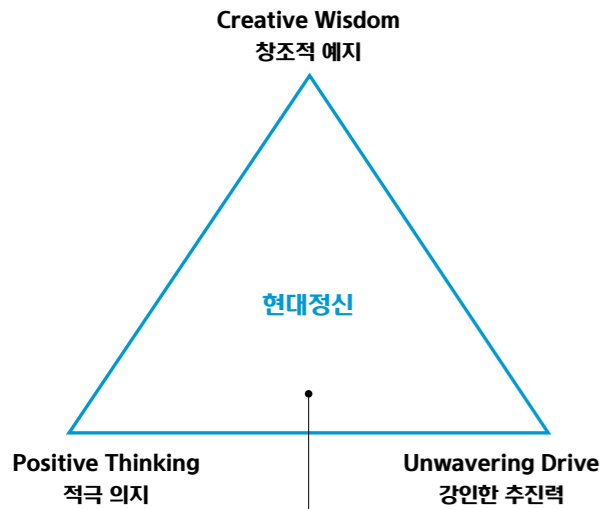 Creative Wisdom
창조적 예지
현대정신
Positive Thinking
적극 의지
Unwavering Drive
강인한 추진력